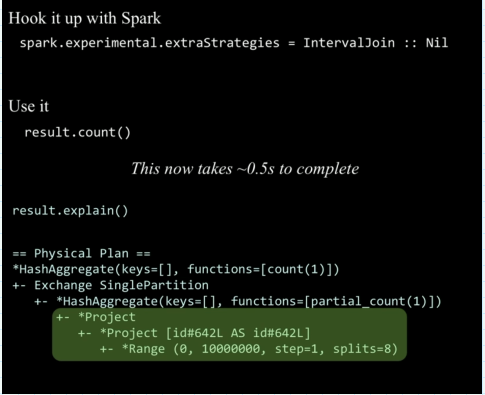 Hook it up with Spark
spark.experimental.extraStrategies = IntervalJoin :: Nil
Use it
result.count()
This now takes ~0.5s to complete
result.explain()
== Physical Plan ==
*HashAggregate(keys=[], functions=[count(1)])
+- Exchange SinglePartition
   +- *HashAggregate(keys=[], functions=[partial_count(1)])
      +- *Project
         +- *Project [id#642L AS id#642L]
            +- *Range (0, 10000000, step=1, splits=8)